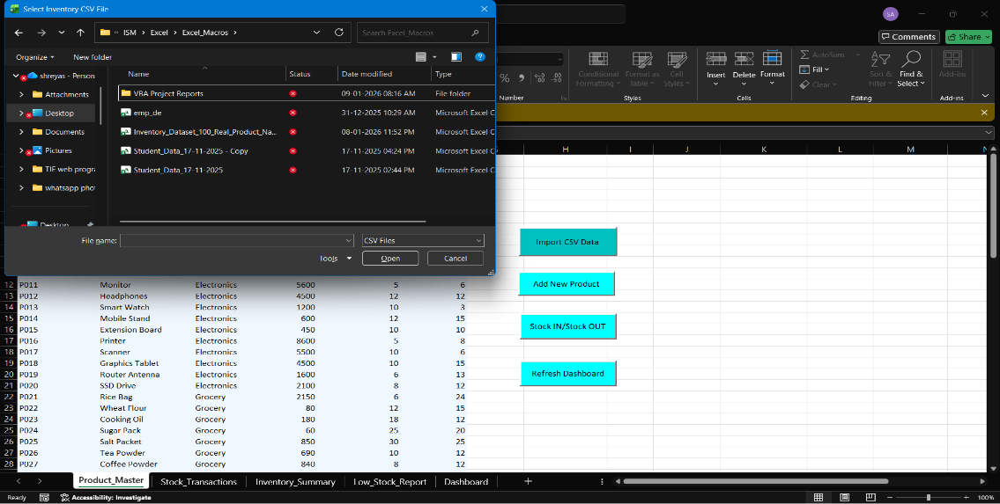 Select Inventory CSV File
SA
ISM > Excel > Excel_Macros >
Search Excel_Macros
Comments
Share
Organize
New folder
shreyas - Person
Attachments
Desktop
Documents
Pictures
TIE web progra
whatsapp pho
Desktop
Name Status Date modified Type
VBA Project Reports 09-01-2026 08:16 AM File folder
emp_de 31-12-2025 10:29 AM Microsoft Excel C
Inventory_Dataset_100_Real_Product_Na... 08-01-2026 11:52 PM Microsoft Excel C
Student_Data_17-11-2025 - Copy 17-11-2025 04:24 PM Microsoft Excel C
Student_Data_17-11-2025 17-11-2025 02:44 PM Microsoft Excel C
File name:
CSV Files
Tools
Open
Cancel
%
Number
Conditional Formatting
Format as Table
Cell Styles
Styles
Insert
Delete
Format
Cells
AutoSum
Fill
Clear
Sort & Filter
Find & Select
Editing
Add-ins
Add-ins
H I J K L M
Import CSV Data
Add New Product
Stock IN/Stock OUT
Refresh Dashboard
12 P011 Monitor Electronics 5600 5 6
13 P012 Headphones Electronics 4500 12 12
14 P013 Smart Watch Electronics 1200 10 3
15 P014 Mobile Stand Electronics 600 12 15
16 P015 Extension Board Electronics 450 10 10
17 P016 Printer Electronics 8600 5 8
18 P017 Scanner Electronics 5500 10 6
19 P018 Graphics Tablet Electronics 4500 10 15
20 P019 Router Antenna Electronics 1600 6 13
21 P020 SSD Drive Electronics 2100 8 12
22 P021 Rice Bag Grocery 2150 6 24
23 P022 Wheat Flour Grocery 80 12 15
24 P023 Cooking Oil Grocery 180 18 12
25 P024 Sugar Pack Grocery 60 25 20
26 P025 Salt Packet Grocery 850 30 25
27 P026 Tea Powder Grocery 690 10 12
28 P027 Coffee Powder Grocery 840 8 12
Product_Master Stock_Transactions Inventory_Summary Low_Stock_Report Dashboard
Ready
Accessibility: Investigate
100%